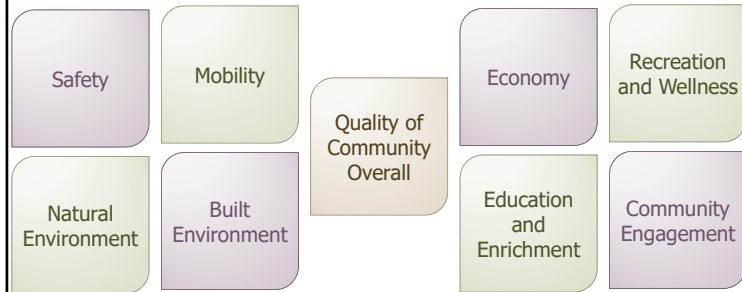 Safety
Mobility
Natural
Environment
Built
Environment
Quality of
Community
Overall
Economy
Recreation
and Wellness
Education
and
Enrichment
Community
Engagement